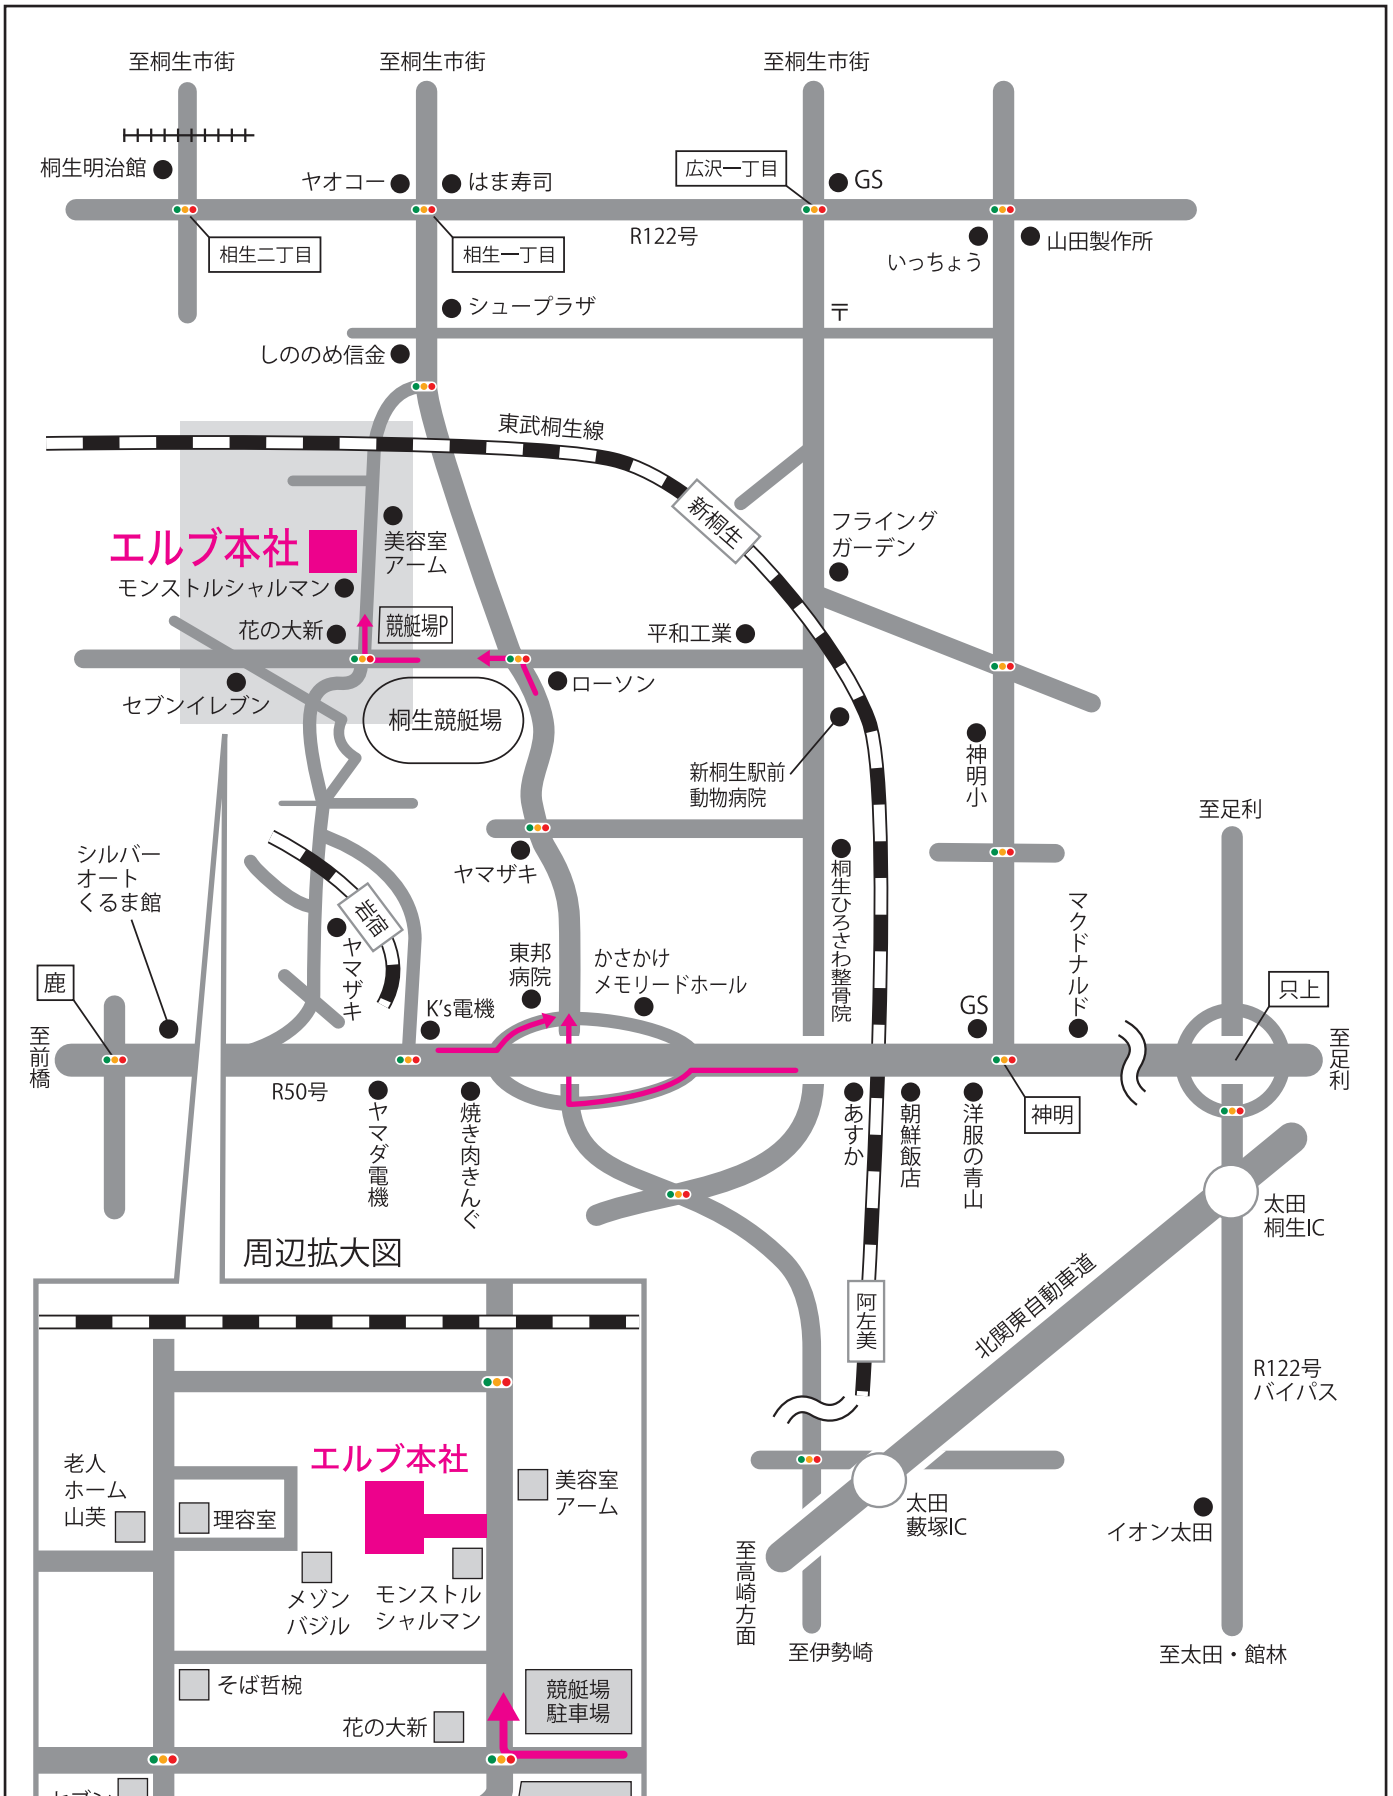 至桐生市街
至桐生市街
至桐生市街
桐生明治館
ヤオコー
はま寿司
広沢一丁目
GS
相生二丁目
相生一丁目
R122号
いっちょう
山田製作所
シュープラザ
〒
しののめ信金
東武桐生線
新桐生
エルブ本社
美容室
アーム
フライング
ガーデン
モンストルシャルマン
花の大新
競艇場P
平和工業
セブンイレブン
ローソン
桐生競艇場
新桐生駅前
動物病院
神明小
至足利
シルバー
オート
くるま館
ヤマザキ
桐生ひろさわ整骨院
マクドナルド
岩宿
ヤマザキ
東邦
病院
かさかけ
メモリードホール
鹿
K's電機
GS
只上
至前橋
至足利
R50号
ヤマダ電機
焼き肉きんぐ
あすか
朝鮮飯店
洋服の青山
神明
太田
桐生IC
周辺拡大図
阿左美
北関東自動車道
R122号
バイパス
老人
ホーム
山芙
エルブ本社
美容室
アーム
理容室
太田
藪塚IC
イオン太田
メゾン
バジル
モンストル
シャルマン
至高崎方面
至伊勢崎
至太田・館林
そば哲椀
競艇場
駐車場
花の大新